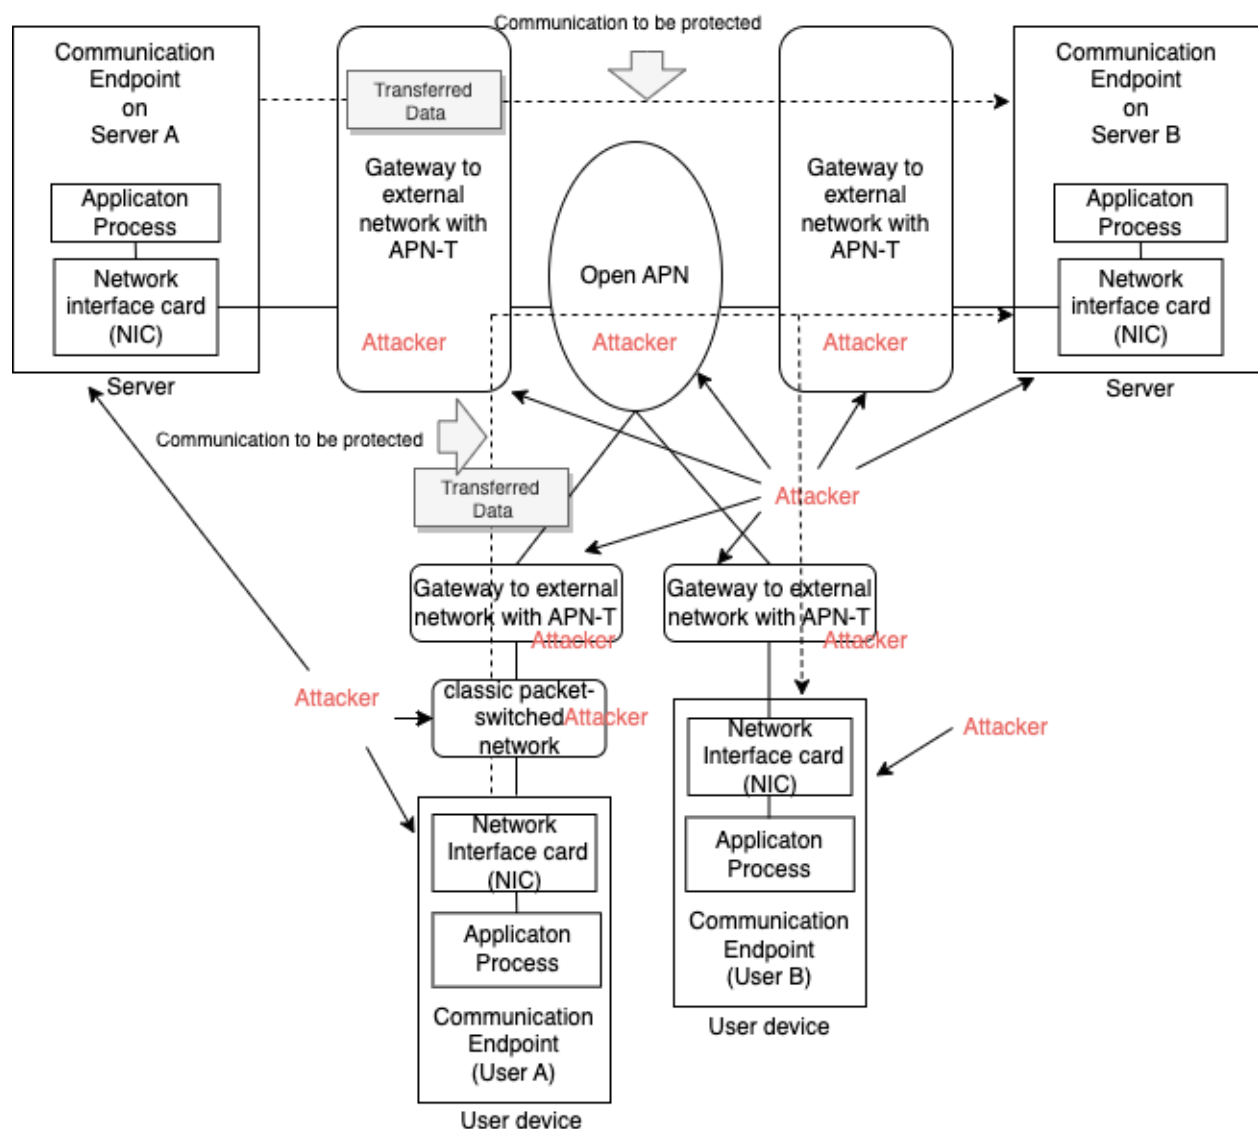 Communication to be protected
Communication
Endpoint
on
Server A
Transferred
Data
Communication
Endpoint
on
Server B
Gateway to
external
network with
APN-T
Gateway to
external
network with
APN-T
Applicaton
Process
Applicaton
Process
Open APN
Network
interface card
(NIC)
Network
interface card
(NIC)
Attacker
Attacker
Attacker
Server
Server
Communication to be protected
Transferred
Data
Attacker
Gateway to external
network with APN-T
Attacker
Gateway to external
network with APN-T
Attacker
Attacker
classic packet-
switched
network
Attacker
Attacker
Network
Interface card
(NIC)
Applicaton
Process
Communication
Endpoint
(User B)
User device
Network
Interface card
(NIC)
Applicaton
Process
Communication
Endpoint
(User A)
User device